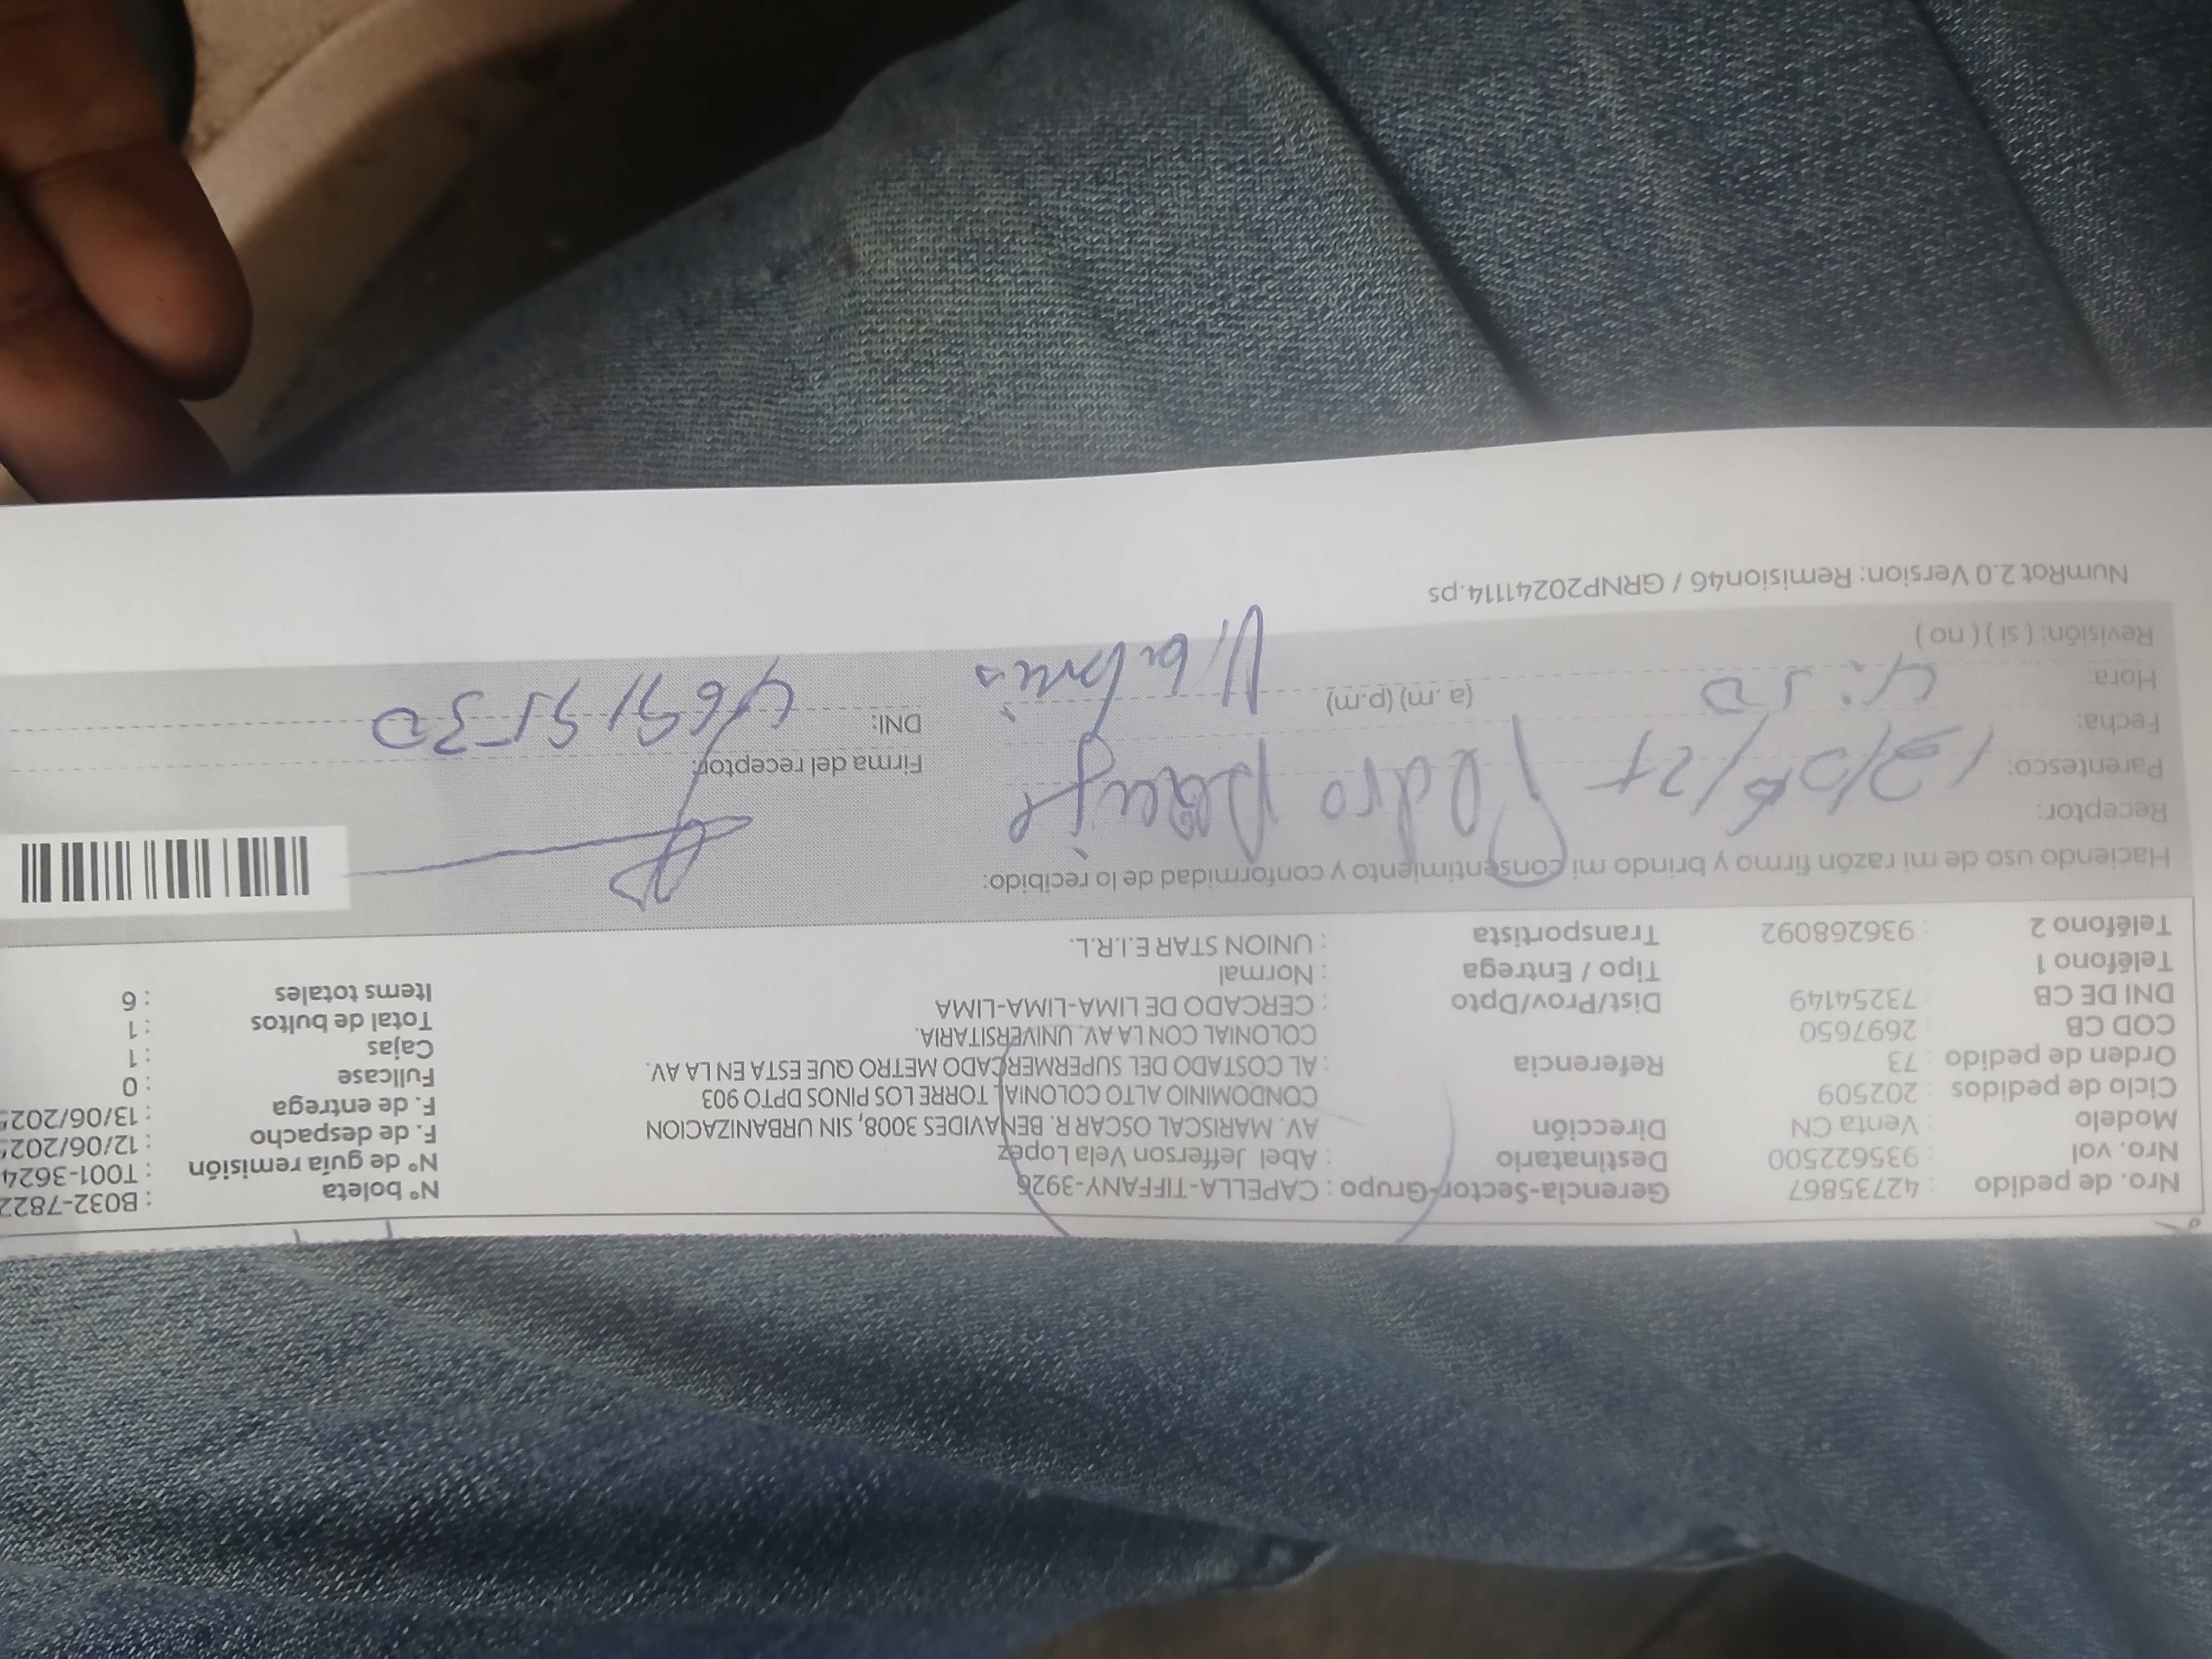 Nro. de pedido : 42735867 Gerencia-Sector-Grupo : CAPELLA-TIFFANY-3926 N° boleta : B032-7822
Nro. vol : 935622500 Destinatario : Abel Jefferson Vela Lopez N° de guía remisión : T001-3624
Modelo : Venta CN Dirección : AV. MARISCAL OSCAR R. BENAVIDES 3008, SIN URBANIZACION F. de despacho : 12/06/202
Ciclo de pedidos : 202509 CONDOMINIO ALTO COLONIAL TORRE LOS PINOS DPTO 903 F. de entrega : 13/06/202
Orden de pedido : 73 Referencia : AL COSTADO DEL SUPERMERCADO METRO QUE ESTA EN LA AV. Fullcase : 0
COD CB : 2697650 COLONIAL CON LA AV. UNIVERSITARIA. Cajas : 1
DNI DE CB : 73254149 Dist/Prov/Dpto : CERCADO DE LIMA-LIMA-LIMA Total de bultos : 1
Teléfono 1 Tipo / Entrega : Normal Items totales : 6
Teléfono 2 : 936268092 Transportista : UNION STAR E.I.R.L.
Haciendo uso de mi razón firmo y brindo mi consentimiento y conformidad de lo recibido:
Receptor: Pedro
Parentesco: Firma del receptor:
Fecha: DNI:
Hora: 4:50 (a.m) (p.m)
Revisión: ( si ) ( no )
NumRot 2.0 Version: Remision46 / GRNP20241114.ps